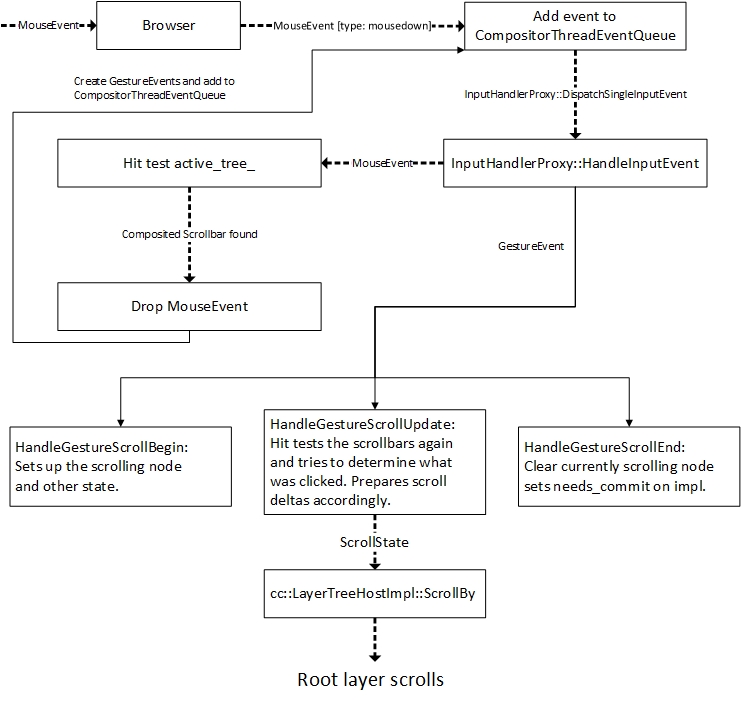 MouseEvent
Browser
MouseEvent [type: mousedown]
Add event to
CompositorThreadEventQueue
Create GestureEvents and add to
CompositorThreadEventQueue
InputHandlerProxy::DispatchSingleInputEvent
Hit test active_tree_
MouseEvent
InputHandlerProxy::HandleInputEvent
Composited Scrollbar found
GestureEvent
Drop MouseEvent
HandleGestureScrollBegin:
Sets up the scrolling node
and other state.
HandleGestureScrollUpdate:
Hit tests the scrollbars again
and tries to determine what
was clicked. Prepares scroll
deltas accordingly.
HandleGestureScrollEnd:
Clear currently scrolling node
sets needs_commit on impl.
ScrollState
cc::LayerTreeHostImpl::ScrollBy
Root layer scrolls